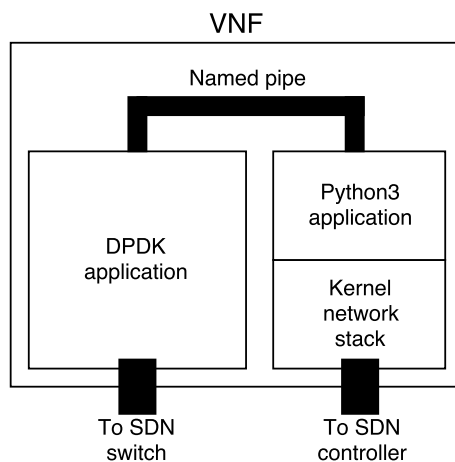 VNF
Named pipe
DPDK
application
Python3
application
Kernel
network
stack
To SDN
switch
To SDN
controller